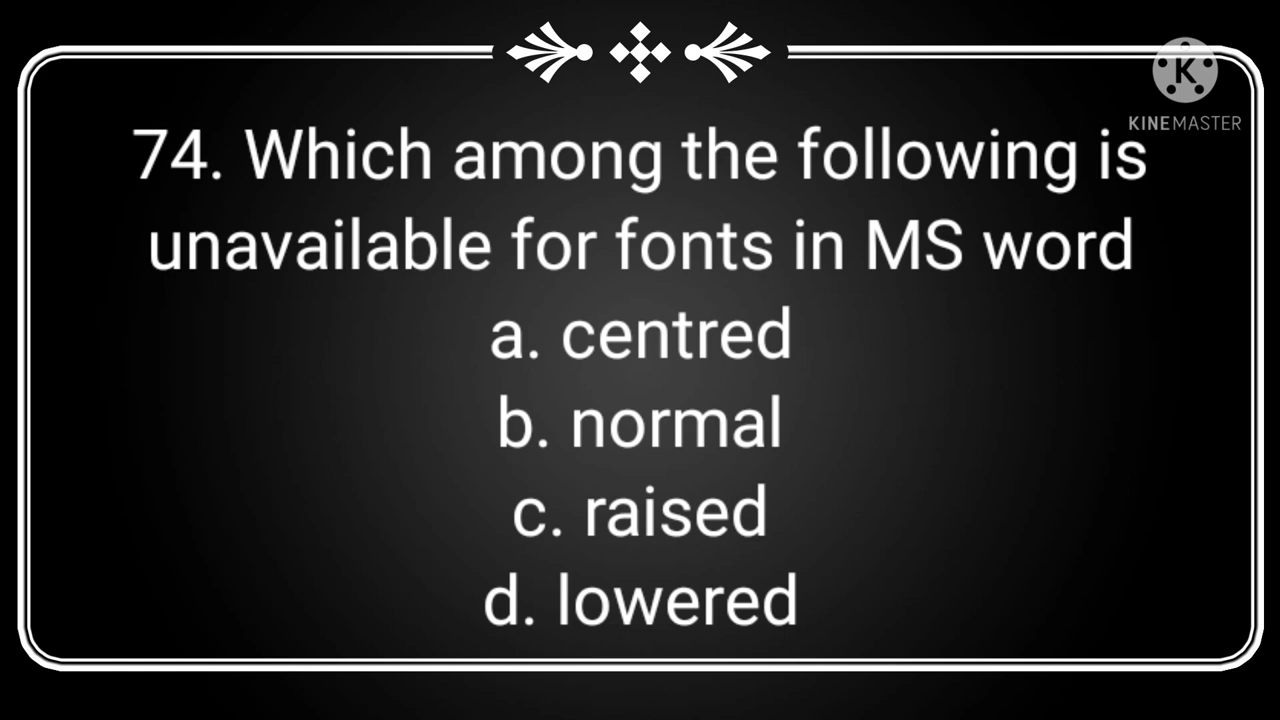 KINEMASTER
74. Which among the following is
unavailable for fonts in MS word
a. centred
b. normal
c. raised
d. lowered